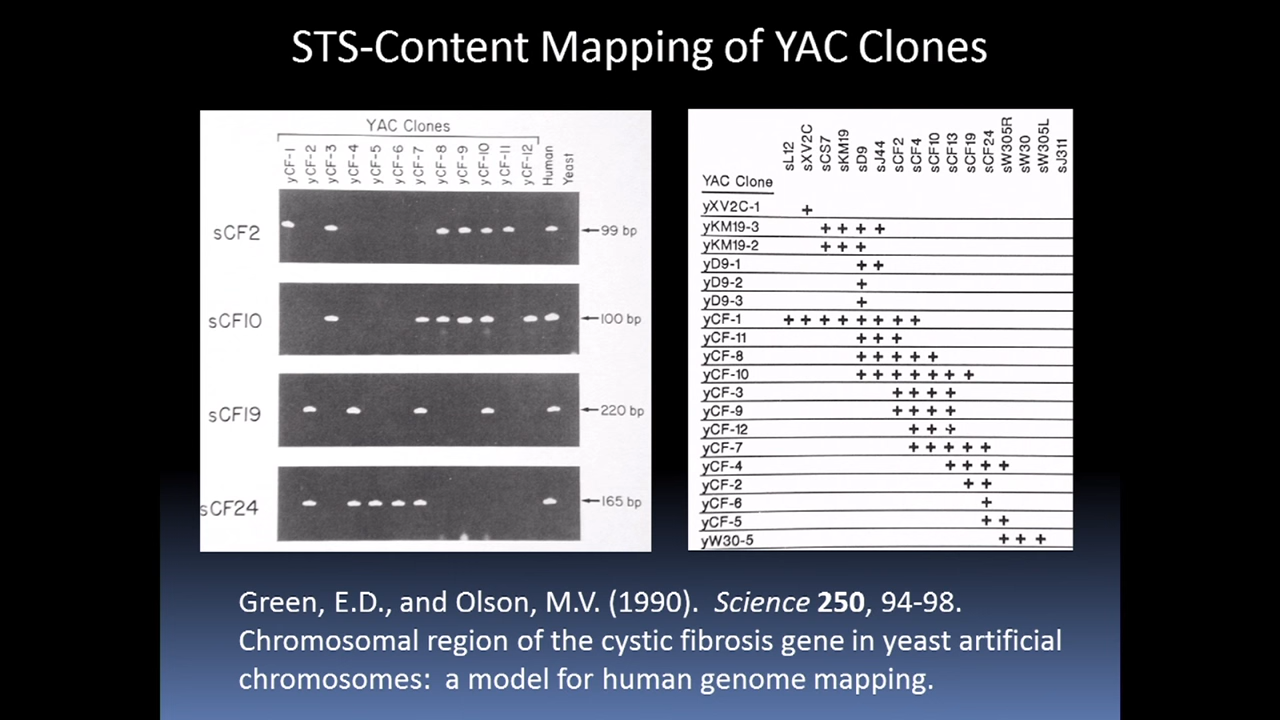 STS-Content Mapping of YAC Clones
YAC Clones
yCF-1
yCF-2
yCF-3
yCF-4
yCF-5
yCF-6
yCF-7
yCF-8
yCF-9
yCF-10
yCF-11
yCF-12
Human
Yeast
sCF2
99 bp
sCF10
100 bp
sCF19
220 bp
sCF24
165 bp
sL12
sXV2C
sCS7
sKM19
sD9
sJ44
sCF2
sCF4
sCF10
sCF13
sCF19
sCF24
sW305R
sW30
sW305L
sJ311
YAC Clone
yXV2C-1 +
yKM19-3 + + + +
yKM19-2 + + +
yD9-1 + +
yD9-2 +
yD9-3 +
yCF-1 + + + + + + + +
yCF-11 + + +
yCF-8 + + + + +
yCF-10 + + + + + + +
yCF-3 + + + +
yCF-9 + + + +
yCF-12 + + +
yCF-7 + + + + +
yCF-4 + + + +
yCF-2 + +
yCF-6 +
yCF-5 + +
yW30-5 + + +
Green, E.D., and Olson, M.V. (1990). Science 250, 94-98.
Chromosomal region of the cystic fibrosis gene in yeast artificial
chromosomes: a model for human genome mapping.